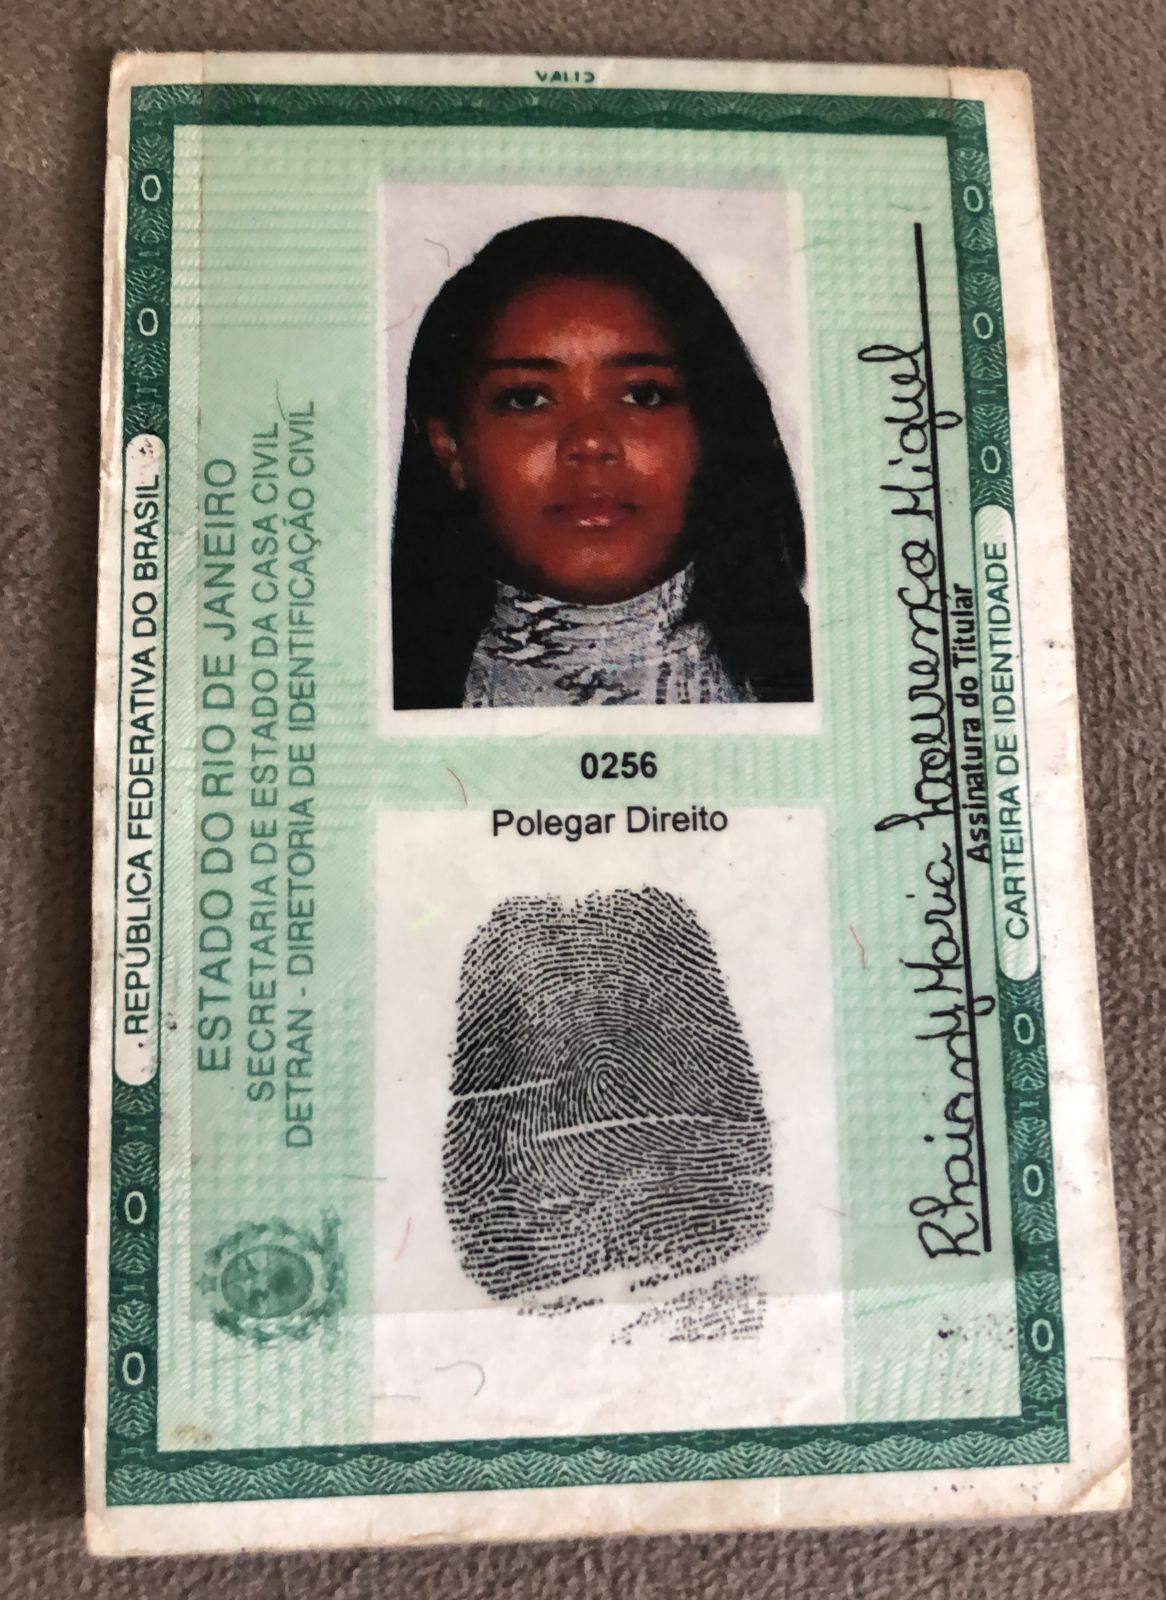 VALID
REPÚBLICA FEDERATIVA DO BRASIL
ESTADO DO RIO DE JANEIRO
SECRETARIA DE ESTADO DA CASA CIVIL
DETRAN - DIRETORIA DE IDENTIFICAÇÃO CIVIL
0256
Polegar Direito
Rhaiandy Maria Lourenço Miguel
Assinatura do Titular
CARTEIRA DE IDENTIDADE